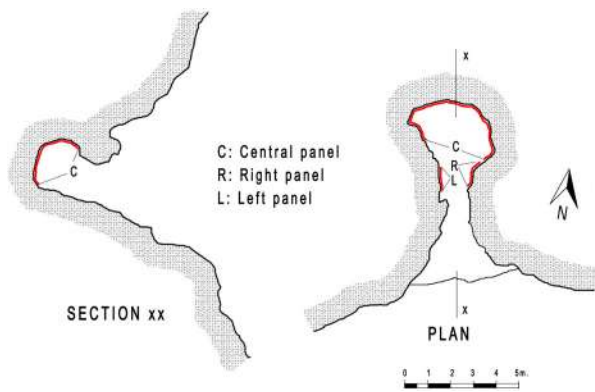 C
C: Central panel
R: Right panel
L: Left panel
SECTION xx
x
C
R
L
N
x
PLAN
0 1 2 3 4 5m.